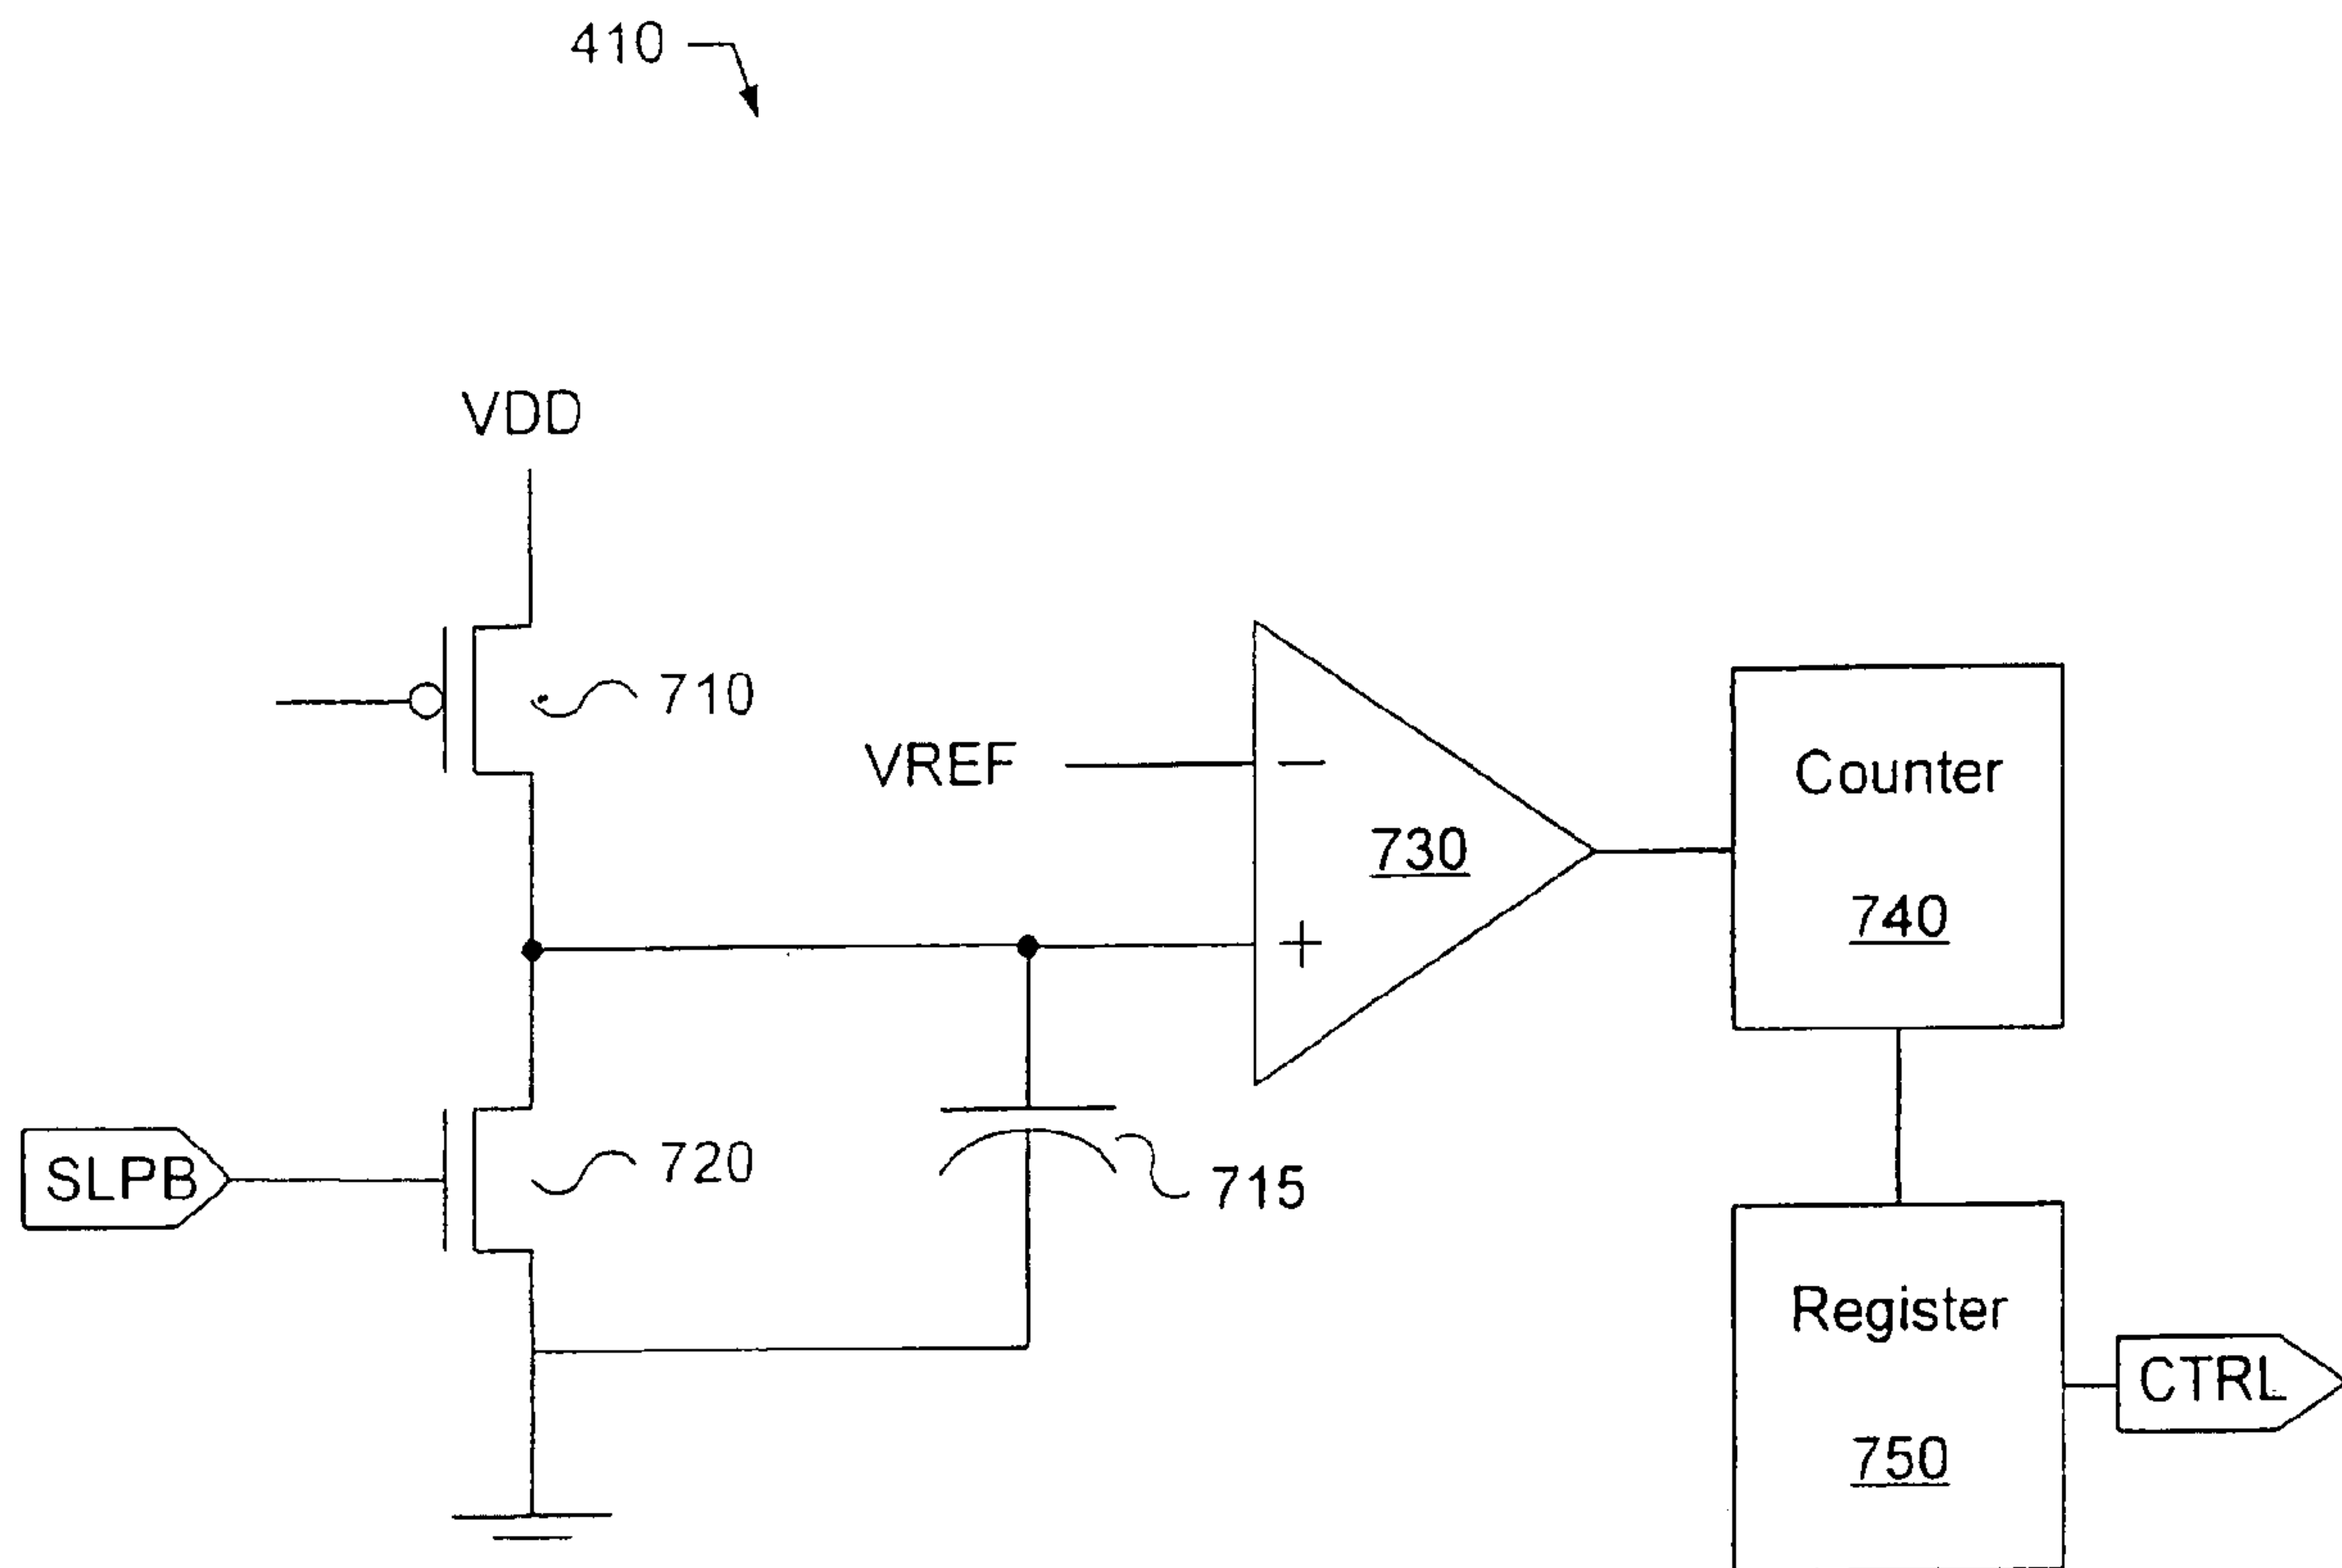 410
VDD
710
VREF
−
730
+
Counter
740
SLPB
720
715
Register
750
CTRL